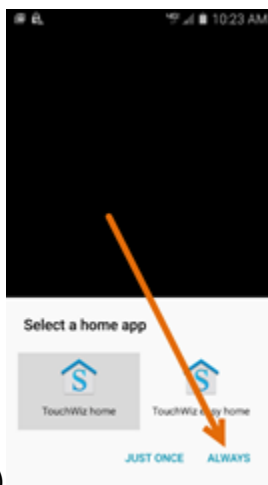 10:23 AM
Select a home app
S S
TouchWiz home TouchWiz easy home
JUST ONCE ALWAYS
)